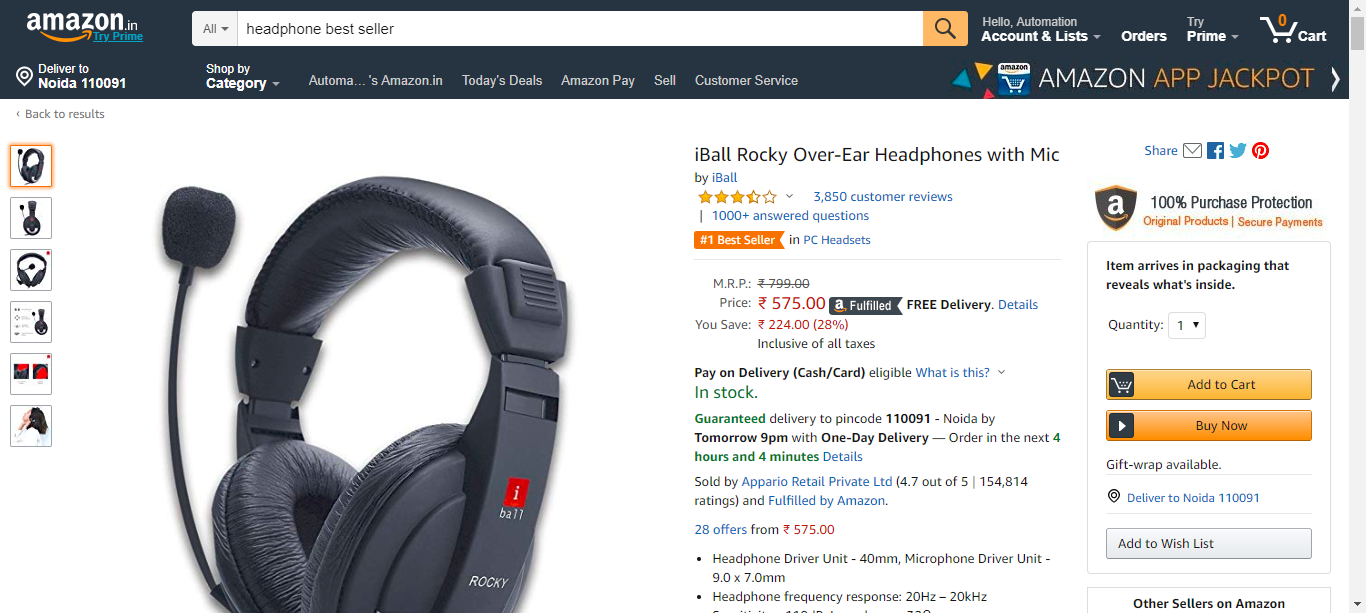 amazon.in
Try Prime
All
headphone best seller
Hello, Automation
Account & Lists
Orders
Try
Prime
0
Cart
Deliver to
Noida 110091
Shop by
Category
Automa… 's Amazon.in
Today's Deals
Amazon Pay
Sell
Customer Service
amazon
AMAZON APP JACKPOT
‹ Back to results
iBall Rocky Over-Ear Headphones with Mic
by iBall
3,850 customer reviews
| 1000+ answered questions
#1 Best Seller in PC Headsets
M.R.P.: ₹ 799.00
Price: ₹ 575.00 a Fulfilled FREE Delivery. Details
You Save: ₹ 224.00 (28%)
Inclusive of all taxes
Pay on Delivery (Cash/Card) eligible What is this?
In stock.
Guaranteed delivery to pincode 110091 - Noida by
Tomorrow 9pm with One-Day Delivery — Order in the next 4
hours and 4 minutes Details
Sold by Appario Retail Private Ltd (4.7 out of 5 | 154,814
ratings) and Fulfilled by Amazon.
28 offers from ₹ 575.00
• Headphone Driver Unit - 40mm, Microphone Driver Unit -
9.0 x 7.0mm
• Headphone frequency response: 20Hz – 20kHz
i
ball
ROCKY
Share
a
100% Purchase Protection
Original Products | Secure Payments
Item arrives in packaging that
reveals what's inside.
Quantity: 1
Add to Cart
Buy Now
Gift-wrap available.
Deliver to Noida 110091
Add to Wish List
Other Sellers on Amazon